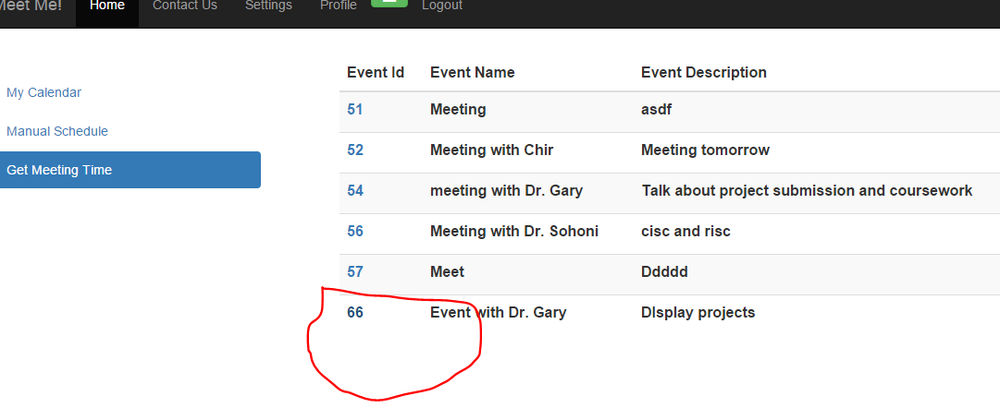 Meet Me! Home Contact Us Settings Profile Logout
Event Id Event Name Event Description
My Calendar
51 Meeting asdf
Manual Schedule
52 Meeting with Chir Meeting tomorrow
Get Meeting Time
54 meeting with Dr. Gary Talk about project submission and coursework
56 Meeting with Dr. Sohoni cisc and risc
57 Meet Ddddd
66 Event with Dr. Gary DIsplay projects